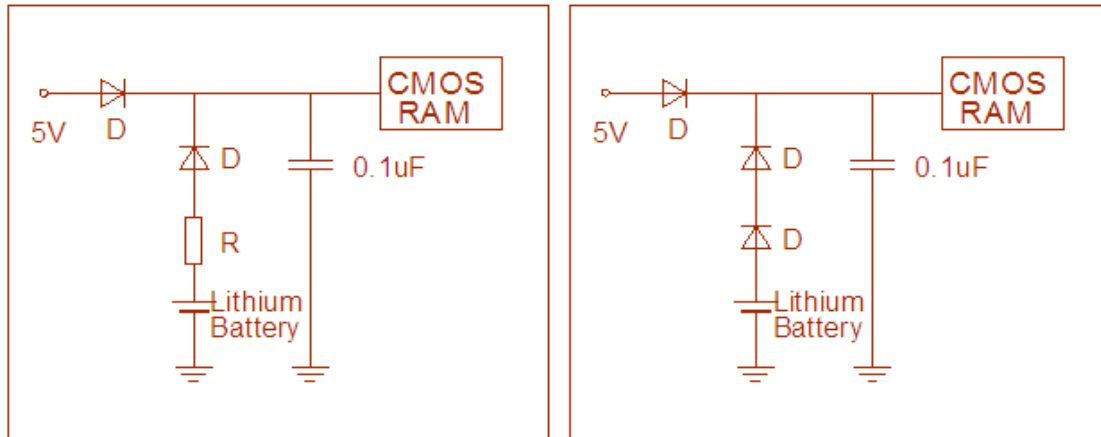 CMOS
RAM
5V
D
D
0.1uF
R
Lithium
Battery
CMOS
RAM
5V
D
D
0.1uF
D
Lithium
Battery